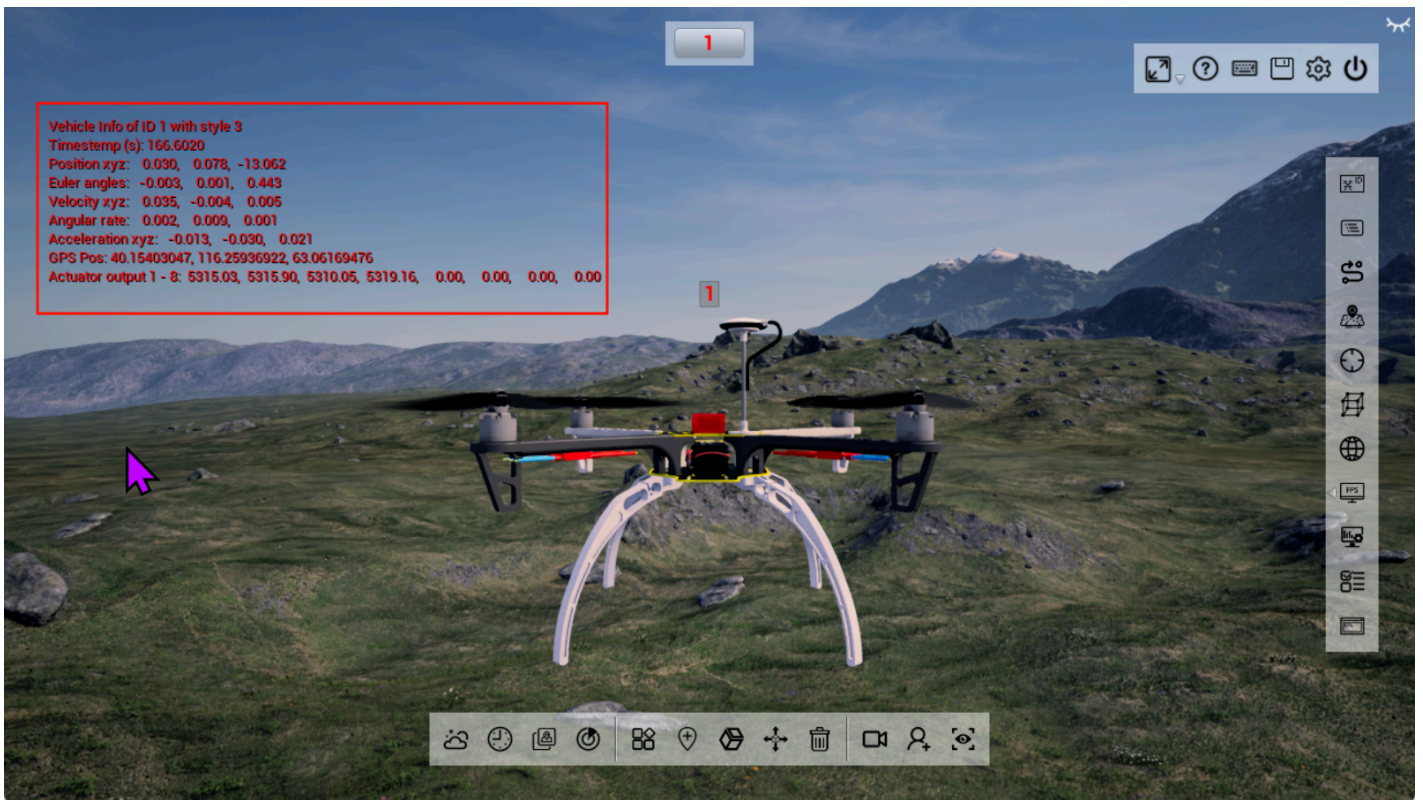 1
Vehicle Info of ID 1 with style 3
Timestemp (s): 166.6020
Position xyz: 0.030, 0.078, -13.062
Euler angles: -0.003, 0.001, 0.443
Velocity xyz: 0.035, -0.004, 0.005
Angular rate: 0.002, 0.009, 0.001
Acceleration xyz: -0.013, -0.030, 0.021
GPS Pos: 40.15403047, 116.25936922, 63.06169476
Actuator output 1 - 8: 5315.03, 5315.90, 5310.05, 5319.16, 0.00, 0.00, 0.00, 0.00
1
ID
FPS